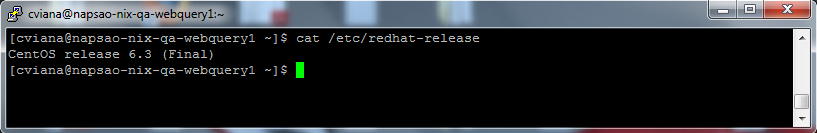 cviana@napsao-nix-qa-webquery1:~
[cviana@napsao-nix-qa-webquery1 ~]$ cat /etc/redhat-release
CentOS release 6.3 (Final)
[cviana@napsao-nix-qa-webquery1 ~]$